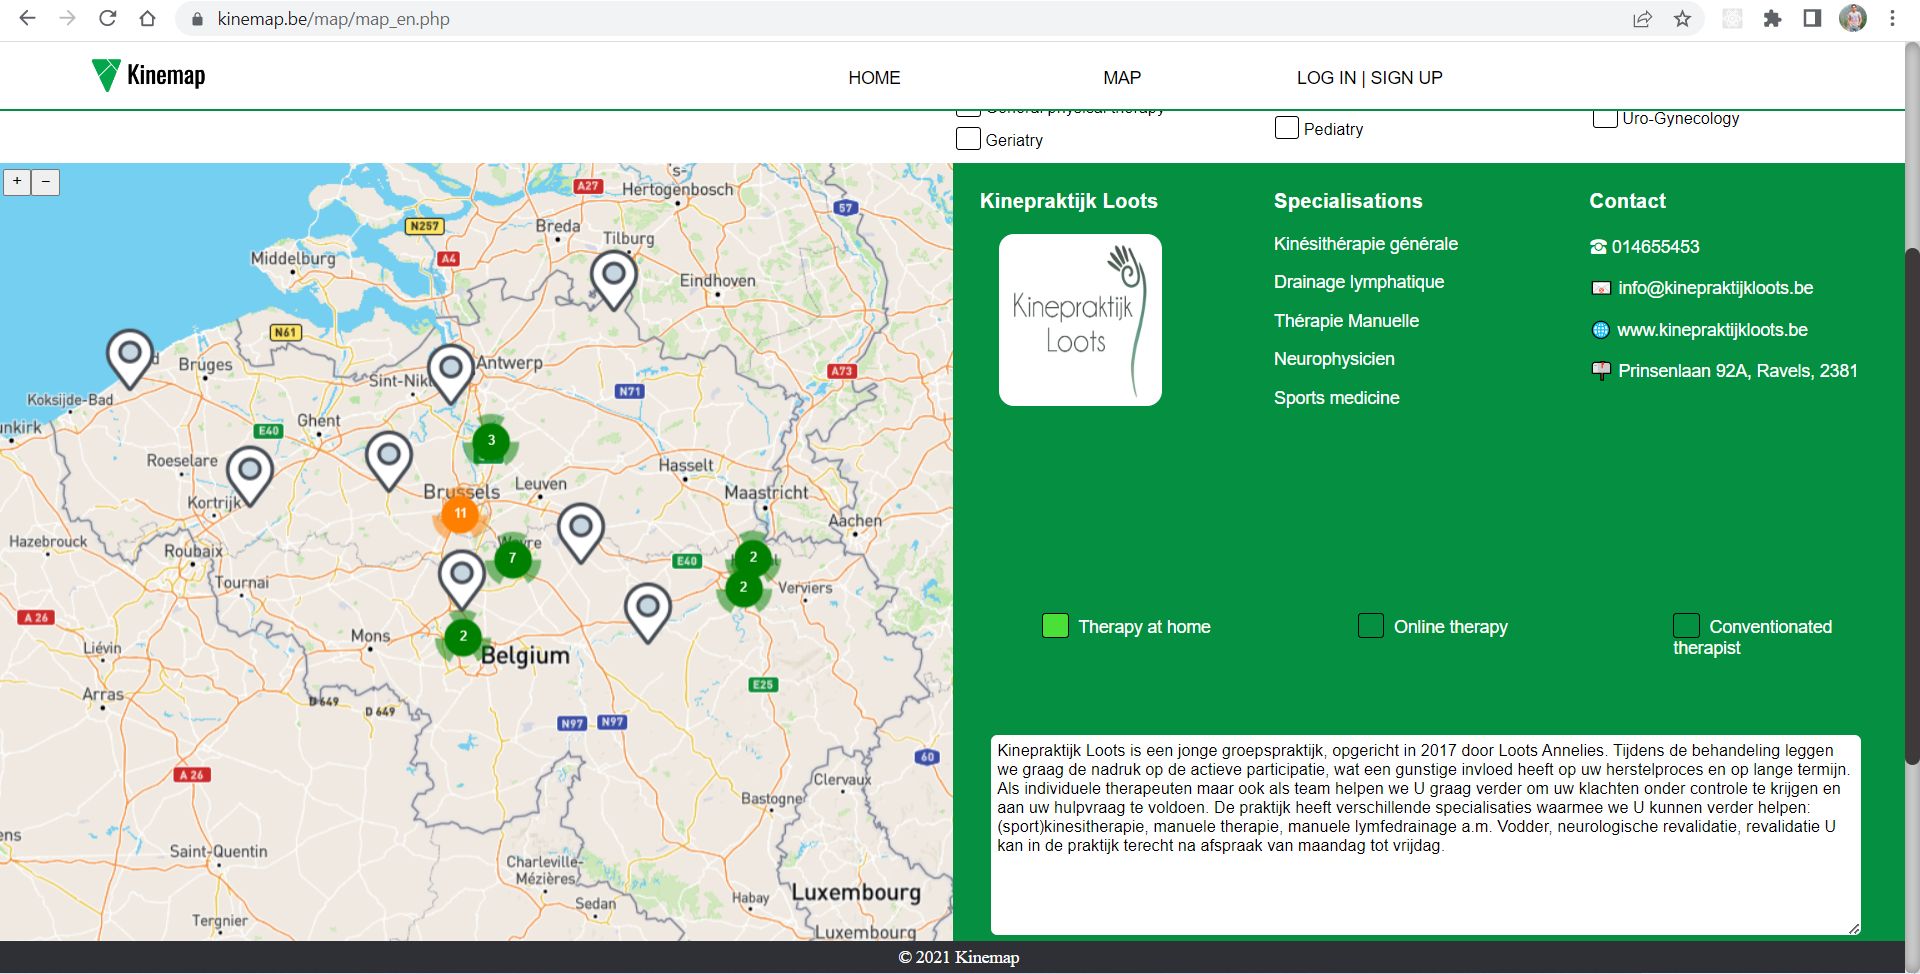 kinemap.be/map/map_en.php
Kinemap
HOME
MAP
LOG IN | SIGN UP
General physical therapy
Geriatry
Pediatry
Uro-Gynecology
+
−
s-
Hertogenbosch
A27
57
N257
Breda
Tilburg
Middelburg
A4
Eindhoven
N61
Bruges
Antwerp
Sint-Nikl
A73
N71
Koksijde-Bad
Ghent
E40
unkirk
3
Roeselare
Hasselt
Kortrijk
Brussels
Leuven
Maastricht
11
Aachen
Hazebrouck
Roubaix
7
E40
2
Tournai
2
Verviers
A 26
Mons
2
Liévin
Belgium
E25
Arras
D 649
D 649
N97
N97
60
A 26
Clervaux
Bastogne
ens
Saint-Quentin
Charleville-
Mézières
Luxembourg
Habay
Sedan
Tergnier
Luxembourg
Kinepraktijk Loots
Kinepraktijk
Loots
Specialisations
Kinésithérapie générale
Drainage lymphatique
Thérapie Manuelle
Neurophysicien
Sports medicine
Contact
014655453
info@kinepraktijkloots.be
www.kinepraktijkloots.be
Prinsenlaan 92A, Ravels, 2381
Therapy at home
Online therapy
Conventionated
therapist
Kinepraktijk Loots is een jonge groepspraktijk, opgericht in 2017 door Loots Annelies. Tijdens de behandeling leggen
we graag de nadruk op de actieve participatie, wat een gunstige invloed heeft op uw herstelproces en op lange termijn.
Als individuele therapeuten maar ook als team helpen we U graag verder om uw klachten onder controle te krijgen en
aan uw hulpvraag te voldoen. De praktijk heeft verschillende specialisaties waarmee we U kunnen verder helpen:
(sport)kinesitherapie, manuele therapie, manuele lymfedrainage a.m. Vodder, neurologische revalidatie, revalidatie U
kan in de praktijk terecht na afspraak van maandag tot vrijdag.
© 2021 Kinemap